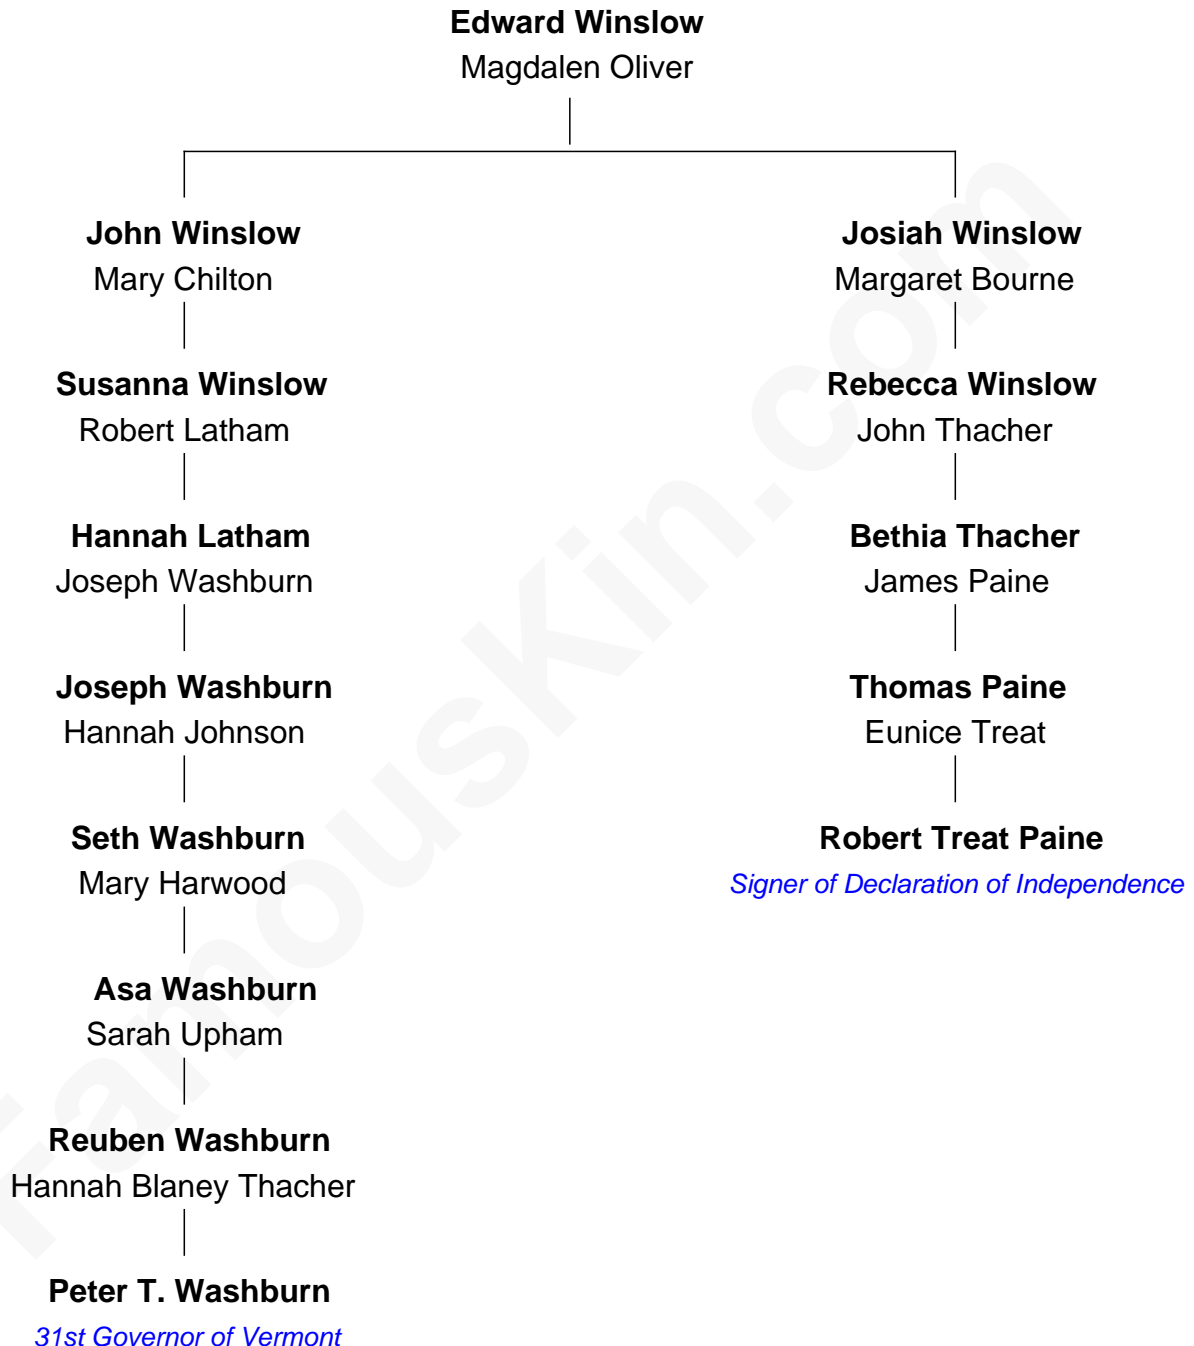 Edward Winslow
Magdalen Oliver
John Winslow
Mary Chilton
Susanna Winslow
Robert Latham
Hannah Latham
Joseph Washburn
Joseph Washburn
Hannah Johnson
Seth Washburn
Mary Harwood
Asa Washburn
Sarah Upham
Reuben Washburn
Hannah Blaney Thacher
Peter T. Washburn
31st Governor of Vermont
Josiah Winslow
Margaret Bourne
Rebecca Winslow
John Thacher
Bethia Thacher
James Paine
Thomas Paine
Eunice Treat
Robert Treat Paine
Signer of Declaration of Independence
FamousKin.com